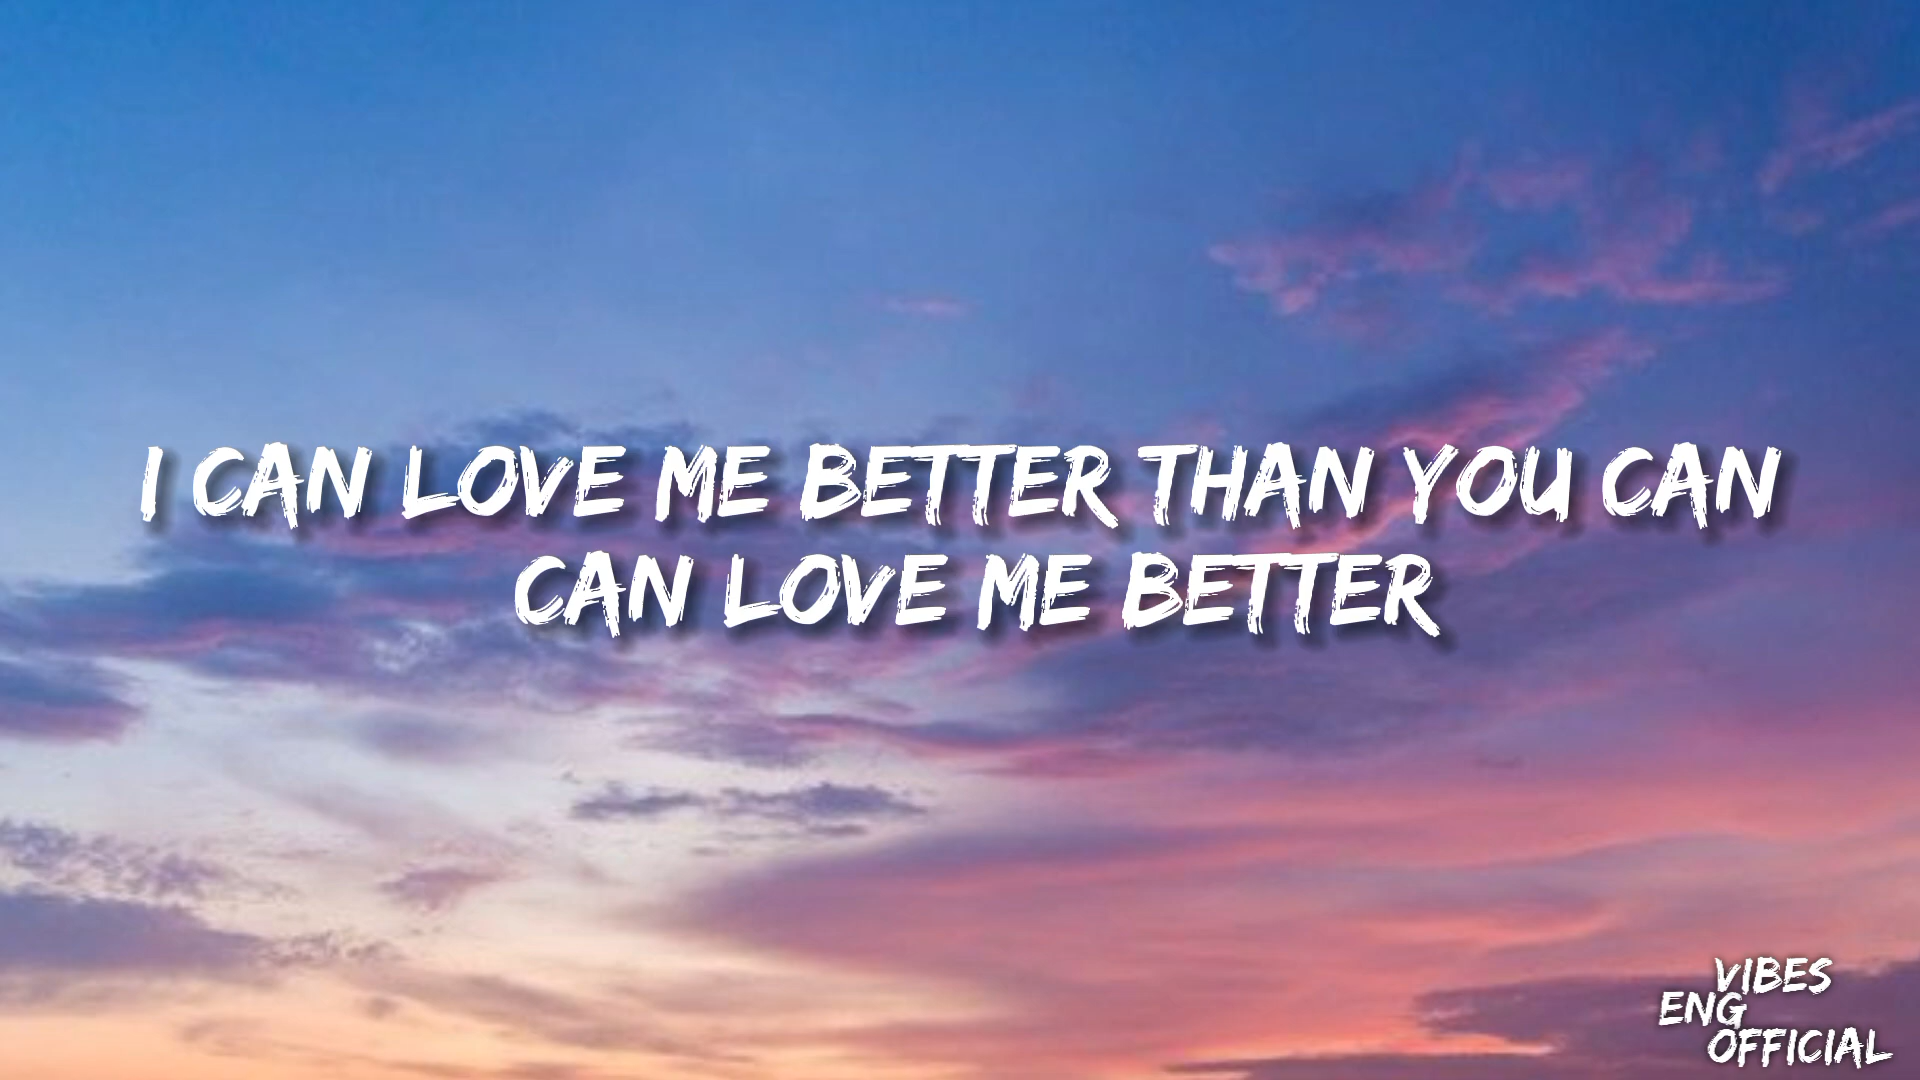 I CAN LOVE ME BETTER THAN YOU CAN
CAN LOVE ME BETTER
VIBES
ENG
OFFICIAL